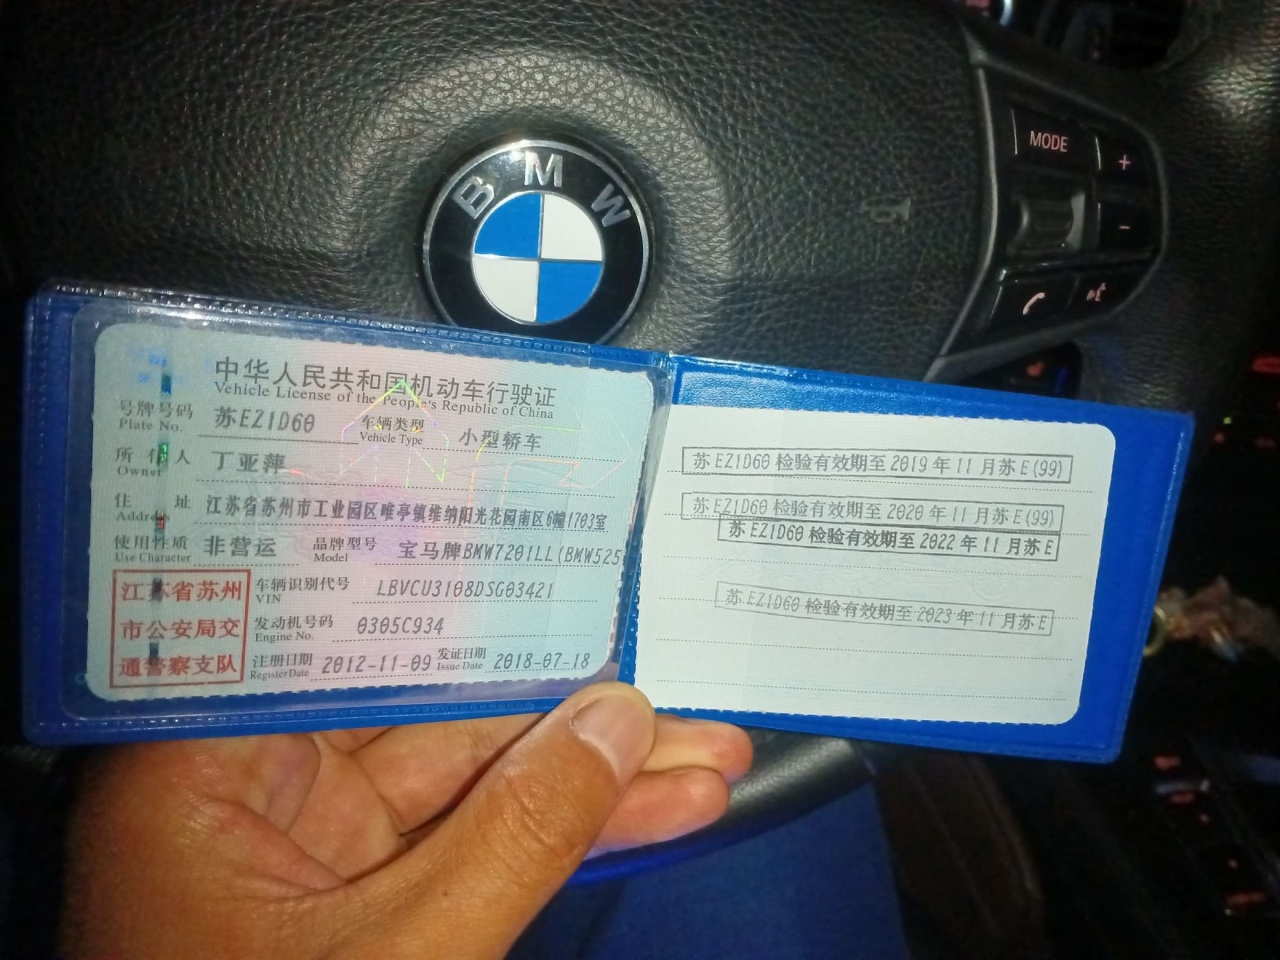 BMW
MODE
+
-
中华人民共和国机动车行驶证
Vehicle License of the People's Republic of China
号牌号码 苏EZ1D60 车辆类型 小型轿车
Plate No. Vehicle Type
所有人 丁亚萍
Owner
住址 江苏省苏州市工业园区唯亭镇维纳阳光花园南区6幢1703室
Address
使用性质 非营运 品牌型号 宝马牌BMW7201LL(BMW525
Use Character Model
江苏省苏州
市公安局交
通警察支队
车辆识别代号 LBVCU3108DSG03421
VIN
发动机号码 0305C934
Engine No.
注册日期 2012-11-09 发证日期 2018-07-18
Register Date Issue Date
苏EZ1D60 检验有效期至 2019 年 11 月苏E(99)
苏EZ1D60 检验有效期至 2020 年 11 月苏E(99)
苏EZ1D60 检验有效期至 2022 年 11 月苏E
苏EZ1D60 检验有效期至 2023 年 11 月苏E